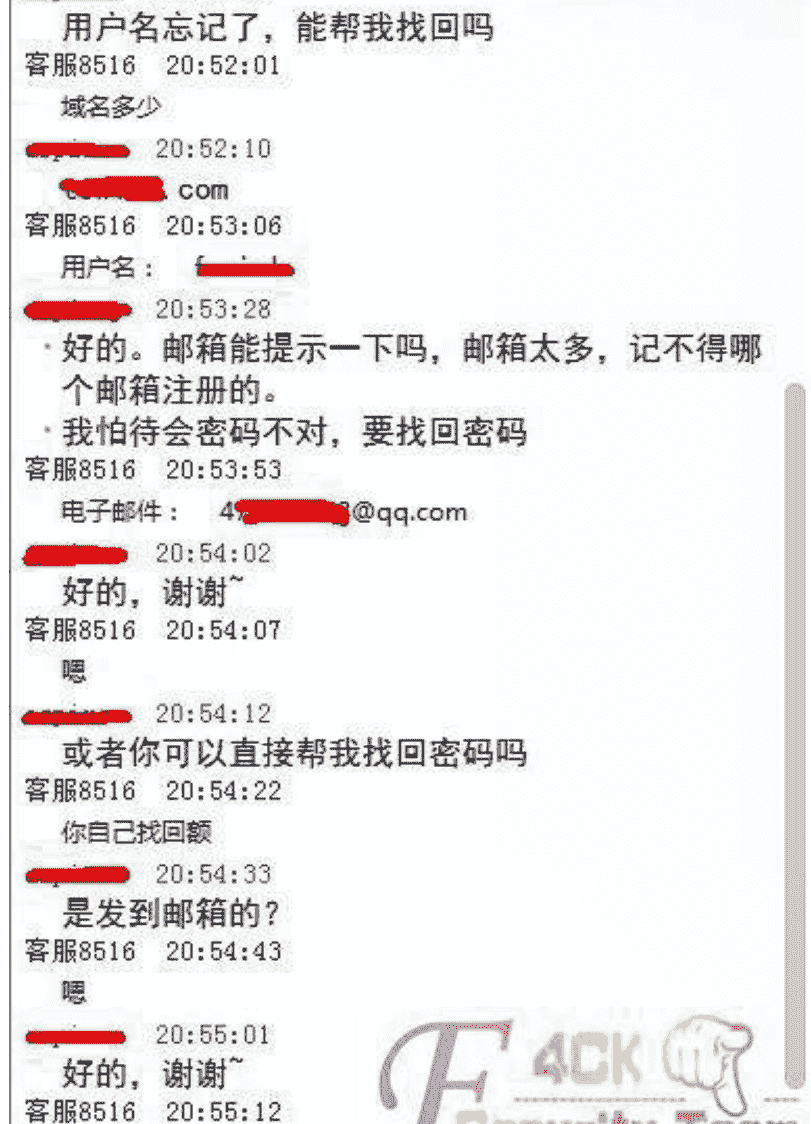 用户名忘记了，能帮我找回吗
客服8516 20:52:01
域名多少
20:52:10
.com
客服8516 20:53:06
用户名：
20:53:28
好的。邮箱能提示一下吗，邮箱太多，记不得哪
个邮箱注册的。
我怕待会密码不对，要找回密码
客服8516 20:53:53
电子邮件： @qq.com
20:54:02
好的，谢谢~
客服8516 20:54:07
嗯
20:54:12
或者你可以直接帮我找回密码吗
客服8516 20:54:22
你自己找回额
20:54:33
是发到邮箱的？
客服8516 20:54:43
嗯
20:55:01
好的，谢谢~
客服8516 20:55:12
F4CK